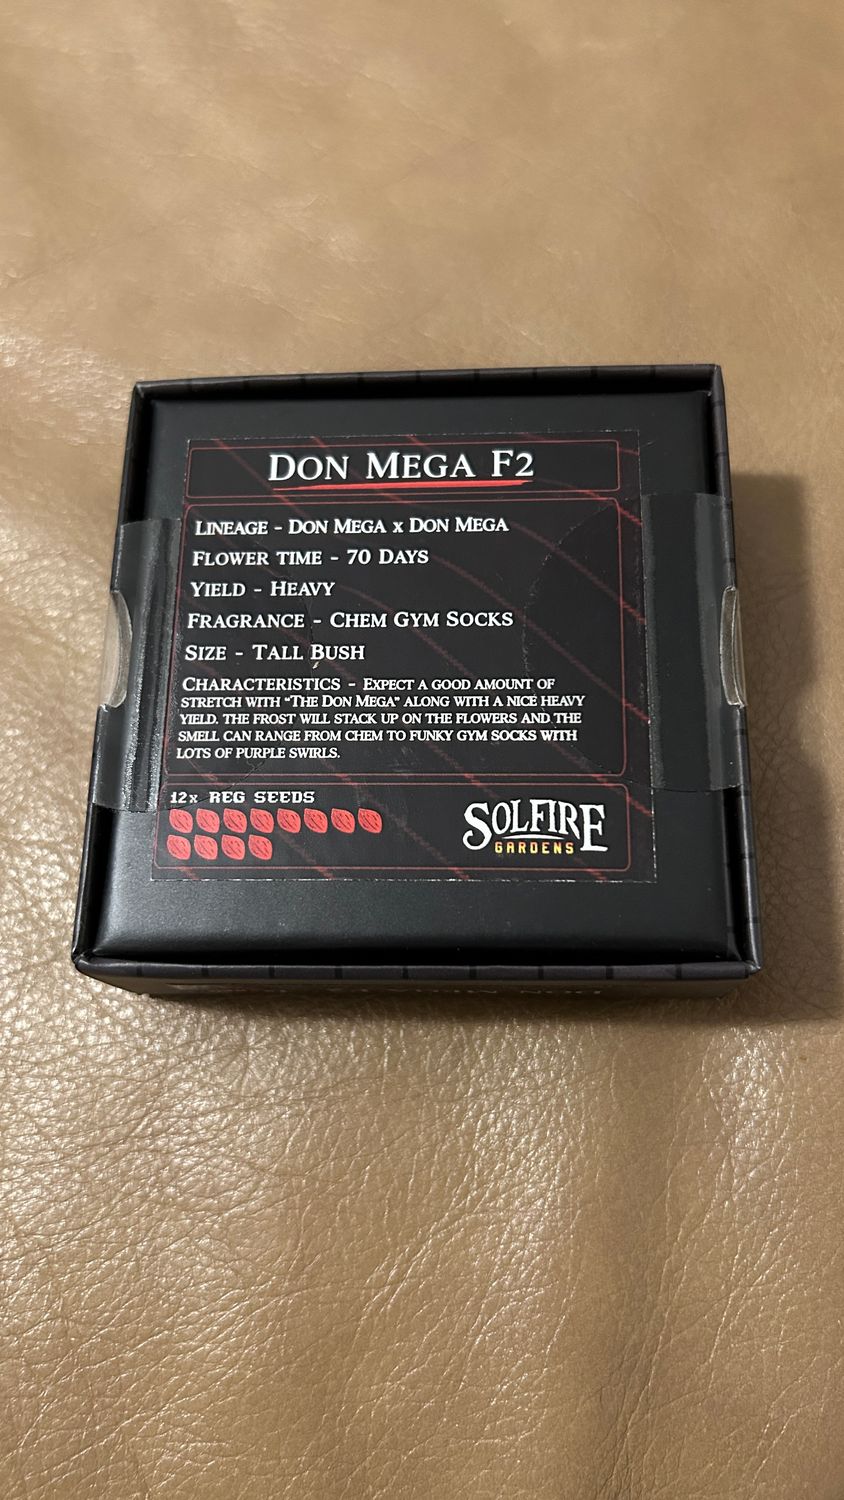 DON MEGA F2
LINEAGE - DON MEGA x DON MEGA
FLOWER TIME - 70 DAYS
YIELD - HEAVY
FRAGRANCE - CHEM GYM SOCKS
SIZE - TALL BUSH
CHARACTERISTICS - EXPECT A GOOD AMOUNT OF
STRETCH WITH "THE DON MEGA" ALONG WITH A NICE HEAVY
YIELD. THE FROST WILL STACK UP ON THE FLOWERS AND THE
SMELL CAN RANGE FROM CHEM TO FUNKY GYM SOCKS WITH
LOTS OF PURPLE SWIRLS.
12x REG SEEDS
SOLFIRE
GARDENS